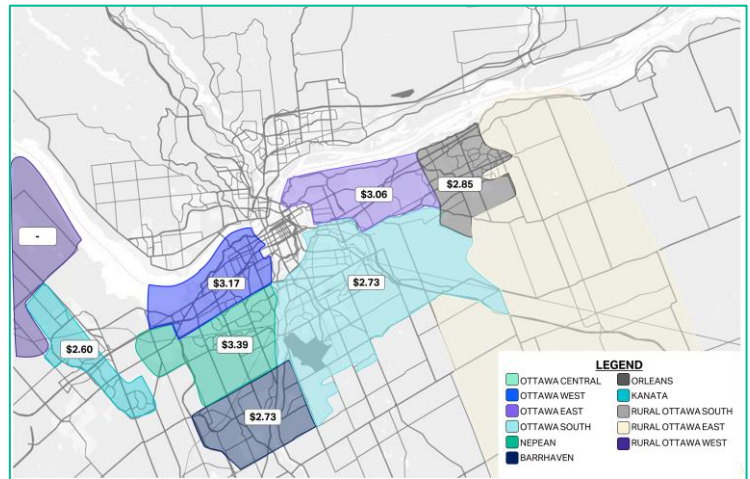 $3.06
$2.85
-
$3.17
$2.73
$2.60
$3.39
$2.73
LEGEND
OTTAWA CENTRAL
OTTAWA WEST
OTTAWA EAST
OTTAWA SOUTH
NEPEAN
BARRHAVEN
ORLEANS
KANATA
RURAL OTTAWA SOUTH
RURAL OTTAWA EAST
RURAL OTTAWA WEST